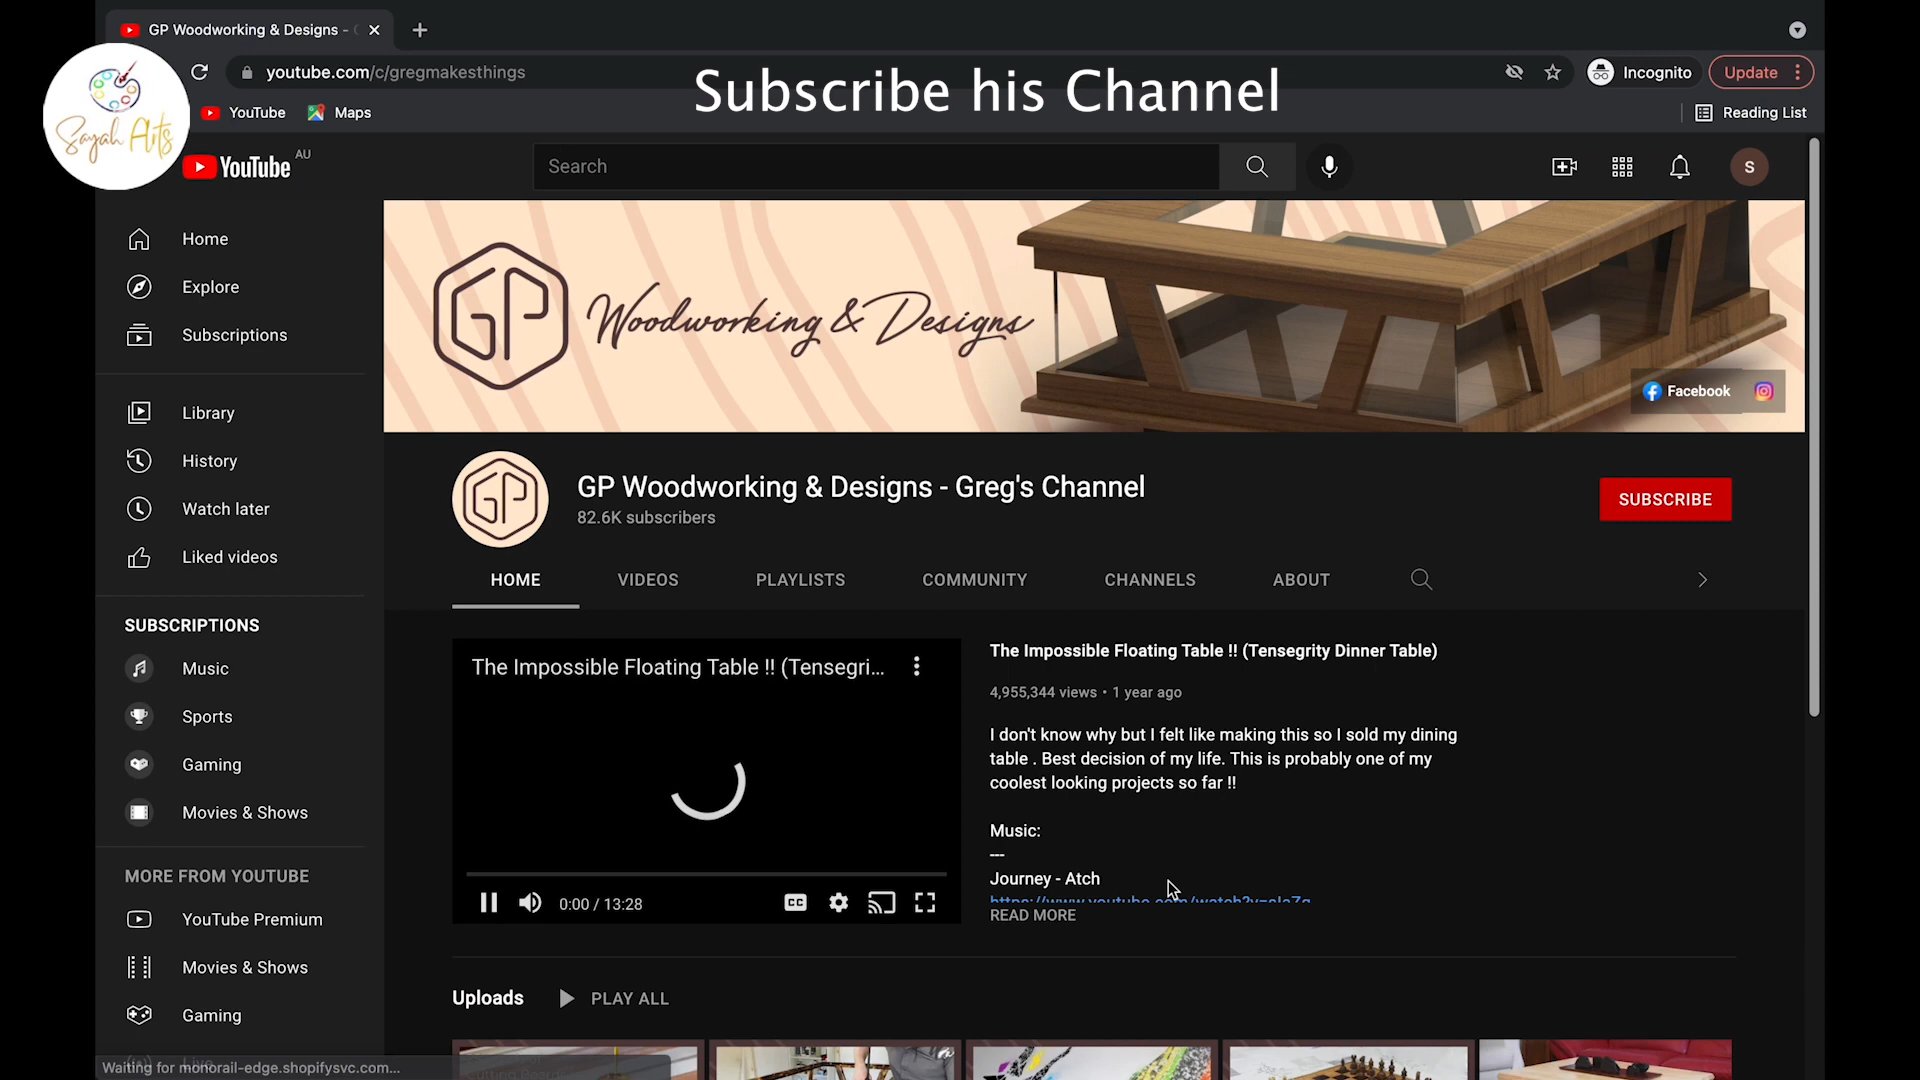 GP Woodworking & Designs -
youtube.com/c/gregmakesthings
Subscribe his Channel
Incognito
Update
YouTube
Maps
Reading List
Sayah Arts
YouTube AU
Search
S
Home
Explore
Subscriptions
Library
History
Watch later
Liked videos
SUBSCRIPTIONS
Music
Sports
Gaming
Movies & Shows
MORE FROM YOUTUBE
YouTube Premium
Movies & Shows
Gaming
Live
Waiting for monorail-edge.shopifysvc.com...
GP Woodworking & Designs
Facebook
GP
GP Woodworking & Designs - Greg's Channel
82.6K subscribers
SUBSCRIBE
HOME VIDEOS PLAYLISTS COMMUNITY CHANNELS ABOUT
The Impossible Floating Table !! (Tensegri...
CC
0:00 / 13:28
The Impossible Floating Table !! (Tensegrity Dinner Table)
4,955,344 views • 1 year ago
I don't know why but I felt like making this so I sold my dining
table . Best decision of my life. This is probably one of my
coolest looking projects so far !!
Music:
---
Journey - Atch
READ MORE
Uploads
PLAY ALL